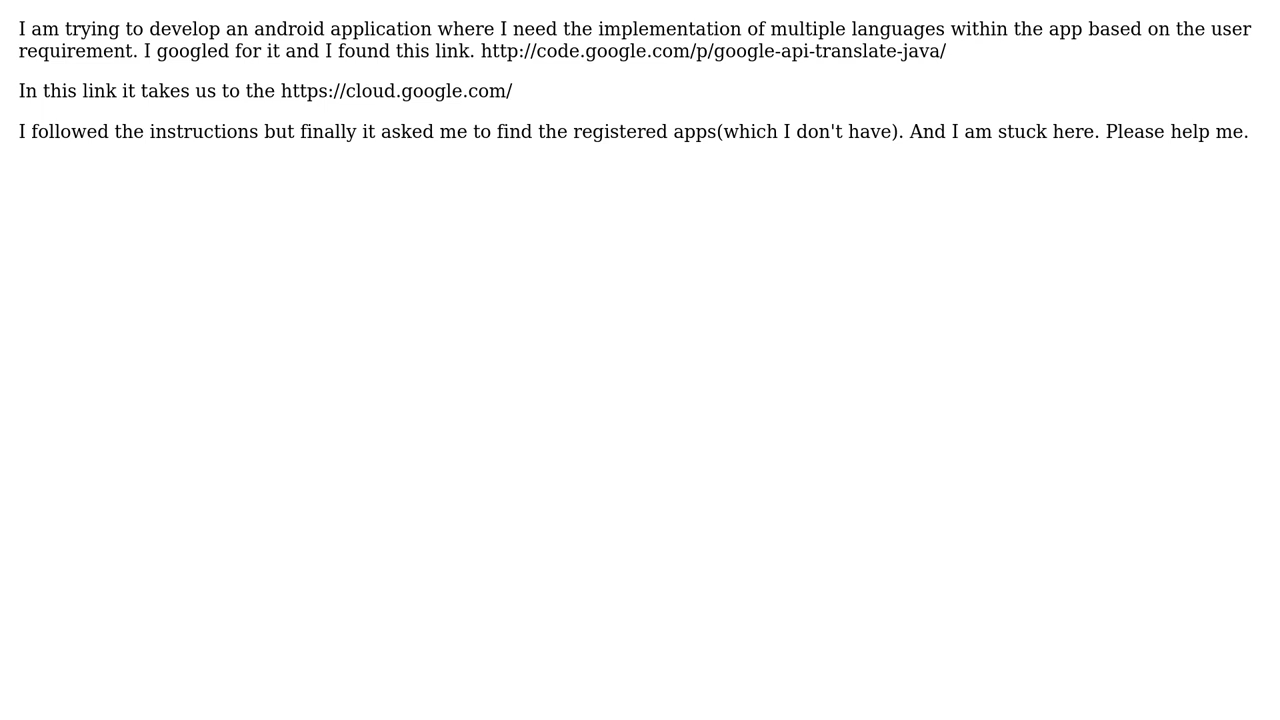 I am trying to develop an android application where I need the implementation of multiple languages within the app based on the user
requirement. I googled for it and I found this link. http://code.google.com/p/google-api-translate-java/
In this link it takes us to the https://cloud.google.com/
I followed the instructions but finally it asked me to find the registered apps(which I don't have). And I am stuck here. Please help me.